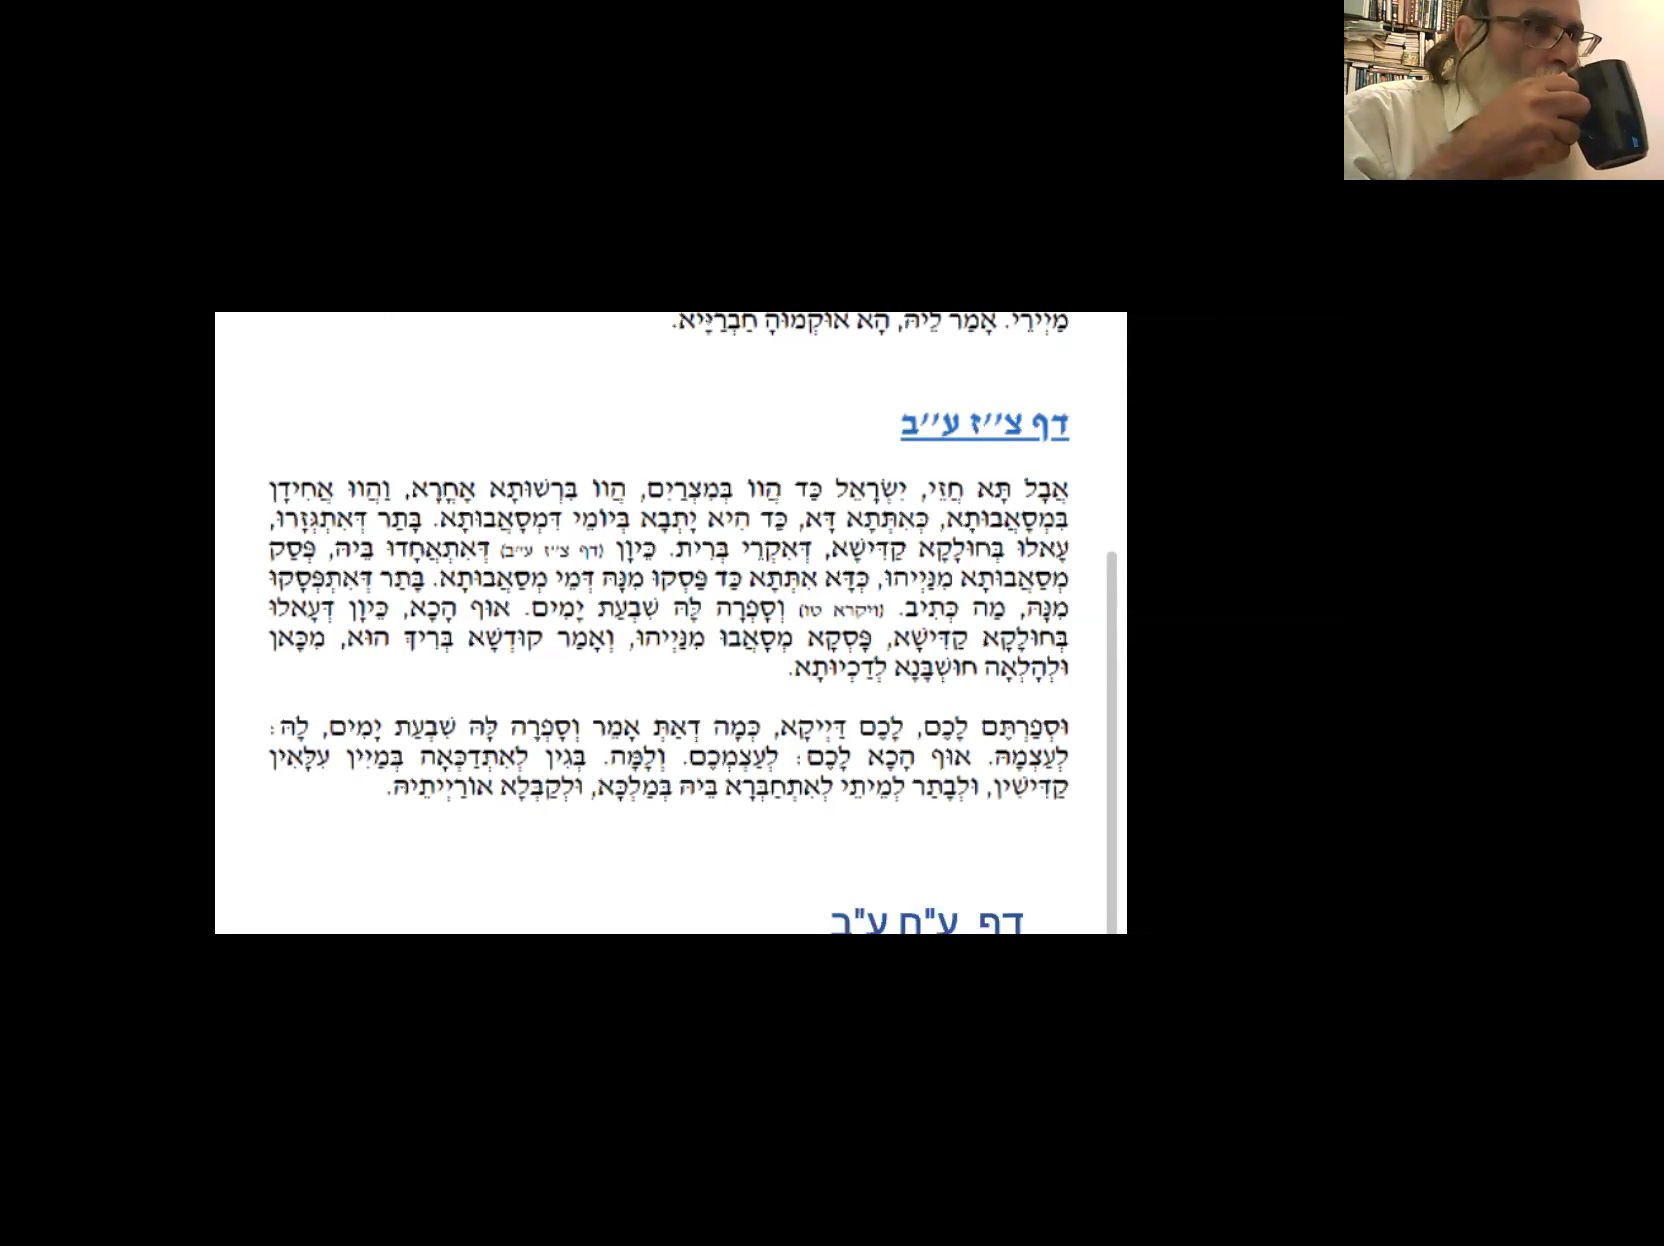 מַיְירֵי. אָמַר לֵיהּ, הָא אוּקְמוּהָ חַבְרַיָּיא.
דף צ''ז ע''ב
אֲבָל תָּא חֲזֵי, יִשְׂרָאֵל כַּד הֲווֹ בְּמִצְרַיִם, הֲווֹ בִּרְשׁוּתָא אָחֳרָא, וַהֲווּ אֲחִידָן
בִּמְסָאֲבוּתָא, כְּאִתְּתָא דָּא, כַּד הִיא יָתְבָא בְּיוֹמֵי דִּמְסָאֲבוּתָא. בָּתַר דְּאִתְגְּזָרוּ,
עָאלוּ בְּחוּלָקָא קַדִּישָׁא, דְּאִקְרֵי בְּרִית. כֵּיוָן (דף צ''ז ע''ב) דְּאִתְאֲחָדוּ בֵּיהּ, פְּסַק
מְסַאֲבוּתָא מִנַּיְיהוּ, כְּדָּא אִתְּתָא כַּד פַּסְקוּ מִנָּהּ דְּמֵי מְסַאֲבוּתָא. בָּתַר דְּאִתְפְּסָקוּ
מִנָּהּ, מַה כְּתִיב. (ויקרא טו) וְסָפְרָה לָּהּ שִׁבְעַת יָמִים. אוּף הָכָא, כֵּיוָן דְּעָאלוּ
בְּחוּלָקָא קַדִּישָׁא, פָּסְקָא מְסָאֲבוּ מִנַּיְיהוּ, וְאָמַר קוּדְשָׁא בְּרִיךְ הוּא, מִכָּאן
וּלְהָלְאָה חוּשְׁבָּנָא לְדַכְיוּתָא.
וּסְפַרְתֶּם לָכֶם, לָכֶם דַּיְיקָא, כְּמָה דְאַתְּ אָמֵר וְסָפְרָה לָּהּ שִׁבְעַת יָמִים, לָהּ:
לְעַצְמָהּ. אוּף הָכָא לָכֶם: לְעַצְמְכֶם. וְלָמָּה. בְּגִין לְאִתְדַּכְּאָה בְּמַיִין עִלָּאִין
קַדִּישִׁין, וּלְבָתַר לְמֵיתֵי לְאִתְחַבְּרָא בֵּיהּ בְּמַלְכָּא, וּלְקַבְּלָא אוֹרַיְיתֵיהּ.
דף ע"ח ע"ב